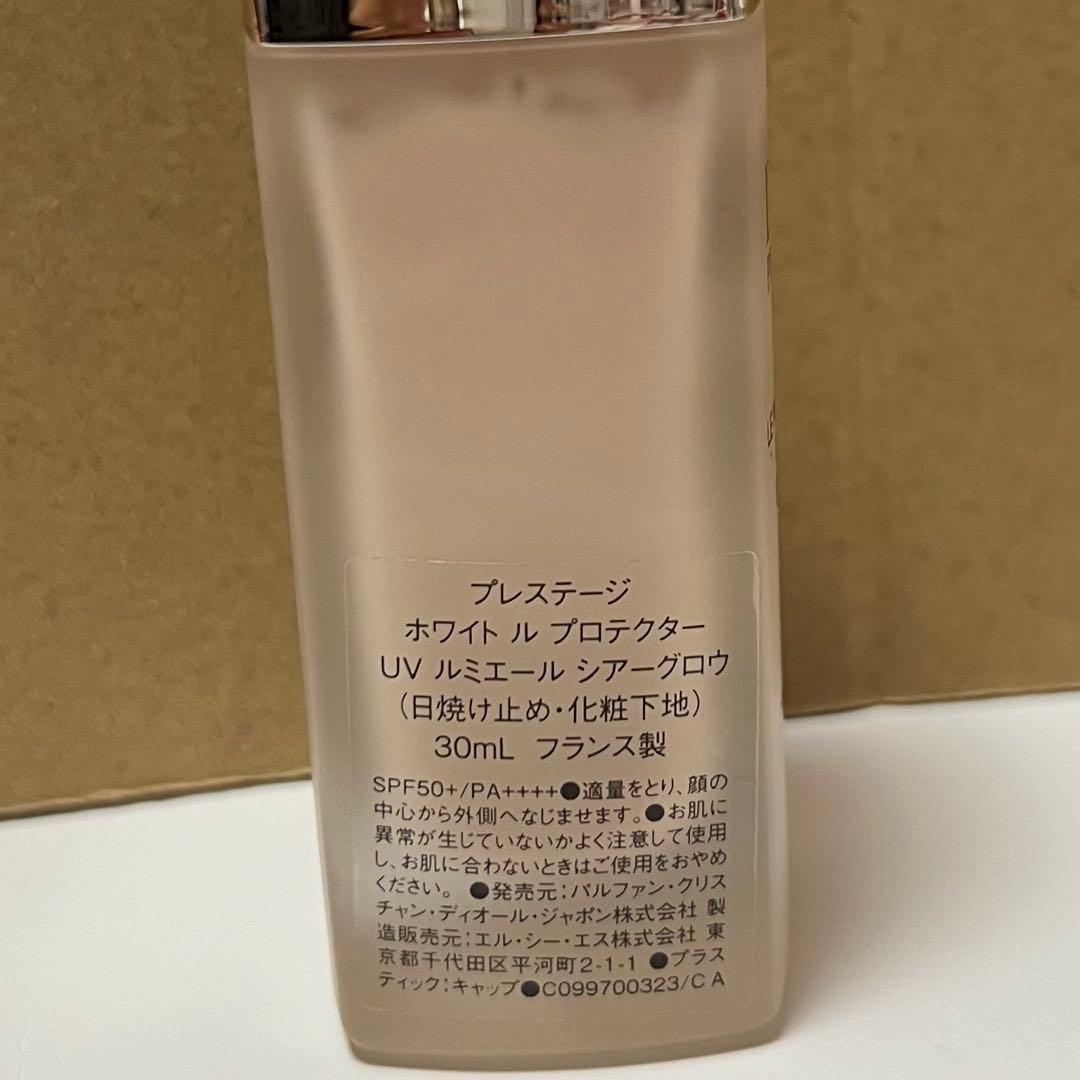 プレステージ
ホワイト ル プロテクター
UV ルミエール シアーグロウ
(日焼け止め・化粧下地)
30mL フランス製
SPF50+/PA++++●適量をとり、顔の
中心から外側へなじませます。●お肌に
異常が生じていないかよく注意して使用
し、お肌に合わないときはご使用をおやめ
ください。 ●発売元:パルファン・クリス
チャン・ディオール・ジャポン株式会社 製
造販売元:エル・シー・エス株式会社 東
京都千代田区平河町2-1-1 ●プラス
ティック:キャップ●C099700323/C A